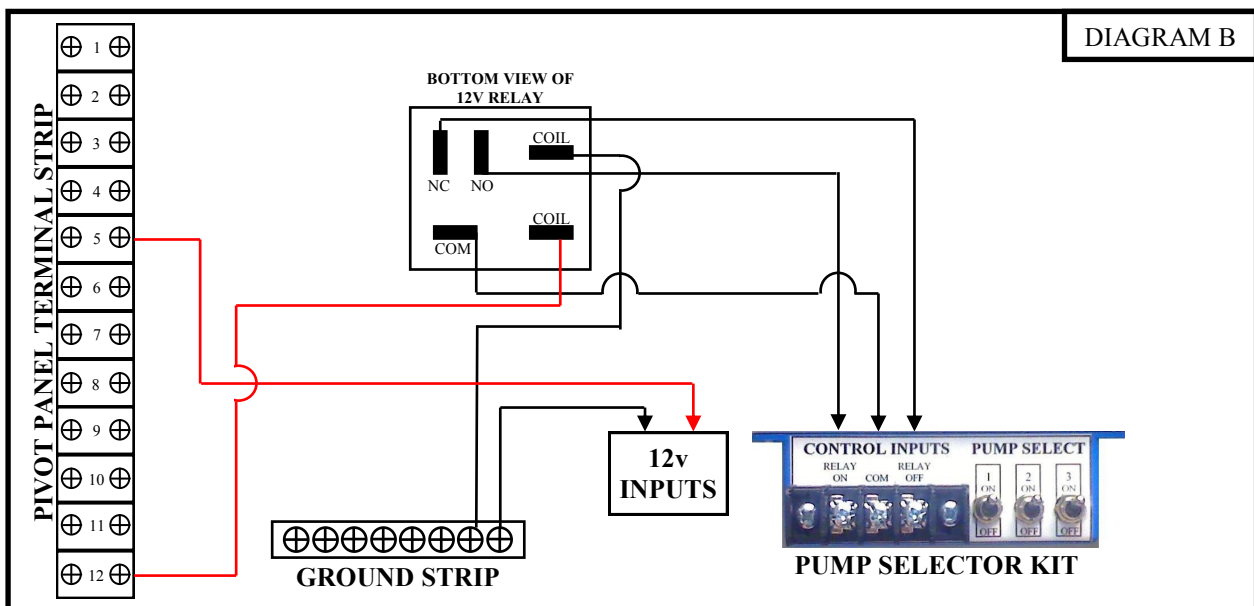 DIAGRAM B
PIVOT PANEL TERMINAL STRIP
1
2
3
4
5
6
7
8
9
10
11
12
BOTTOM VIEW OF
12V RELAY
COIL
NC NO
COIL
COM
12v
INPUTS
GROUND STRIP
CONTROL INPUTS PUMP SELECT
RELAY
ON
COM
RELAY
OFF
1
ON
OFF
2
ON
OFF
3
ON
OFF
PUMP SELECTOR KIT